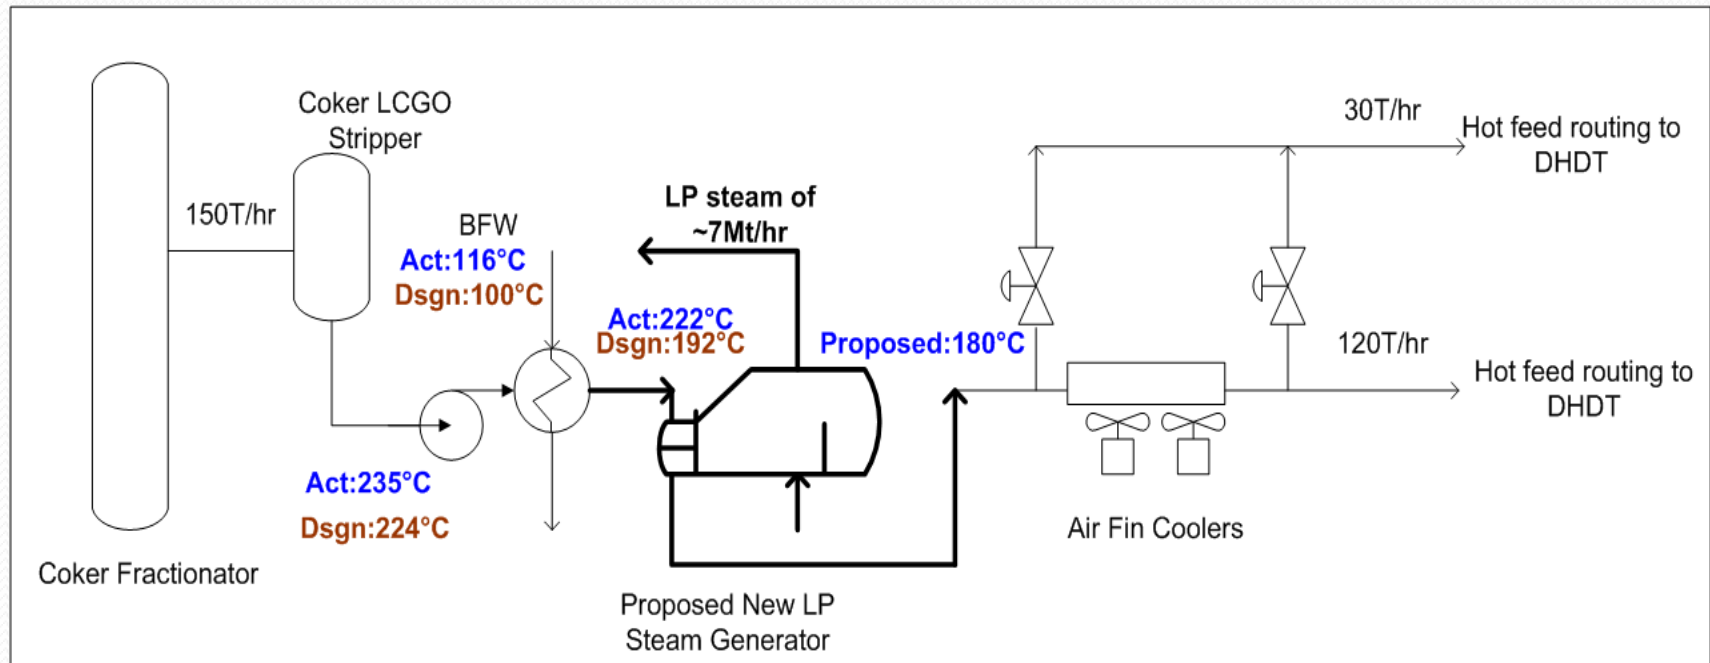 Coker LCGO
Stripper
150T/hr
BFW
Act:116°C
Dsgn:100°C
LP steam of
~7Mt/hr
Act:222°C
Dsgn:192°C
Proposed:180°C
30T/hr
Hot feed routing to
DHDT
120T/hr
Hot feed routing to
DHDT
Act:235°C
Dsgn:224°C
Air Fin Coolers
Coker Fractionator
Proposed New LP
Steam Generator